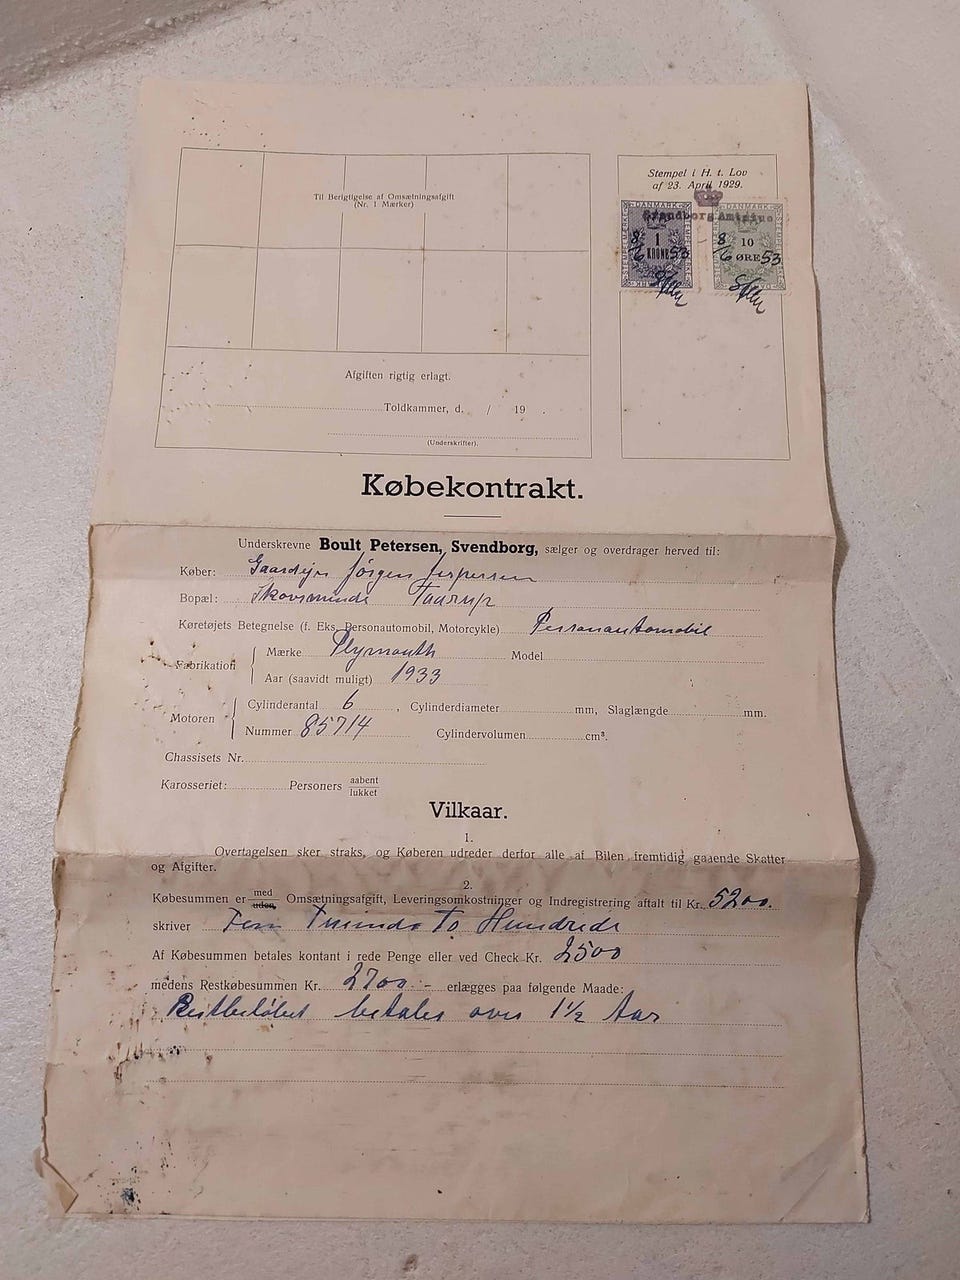 Til Berigtigelse af Omsætningsafgift
(Nr. 1 Mærker)
Stempel i H. t. Lov
af 23. April 1929.
DANMARK DANMARK
Svendborg Amtstue
8/6 1 KRONE 53
8/6 10 ØRE 53
Afgiften rigtig erlagt.
Toldkammer, d. / 19 .
(Underskrifter).
Købekontrakt.
Underskrevne Boult Petersen, Svendborg, sælger og overdrager herved til:
Køber: Gaardejer Jørgen Jespersen
Bopæl: Skovsminde Taarup
Køretøjets Betegnelse (f. Eks. Personautomobil, Motorcykle) Personautomobil
Fabrikation
Mærke Plymouth Model
Aar (saavidt muligt) 1933
Motoren
Cylinderantal 6 , Cylinderdiameter mm, Slaglængde mm.
Nummer 85714 Cylindervolumen cm³.
Chassisets Nr.
Karosseriet: Personers aabent lukket
Vilkaar.
1.
Overtagelsen sker straks, og Køberen udreder derfor alle af Bilen fremtidig gaaende Skatter
og Afgifter.
2.
Købesummen er med uden Omsætningsafgift, Leveringsomkostninger og Indregistrering aftalt til Kr. 5200.
skriver Fem Tusinde To Hundrede
Af Købesummen betales kontant i rede Penge eller ved Check Kr. 2500
medens Restkøbesummen Kr. 2700 - erlægges paa følgende Maade:
Restbeløbet betales over 1½ Aar